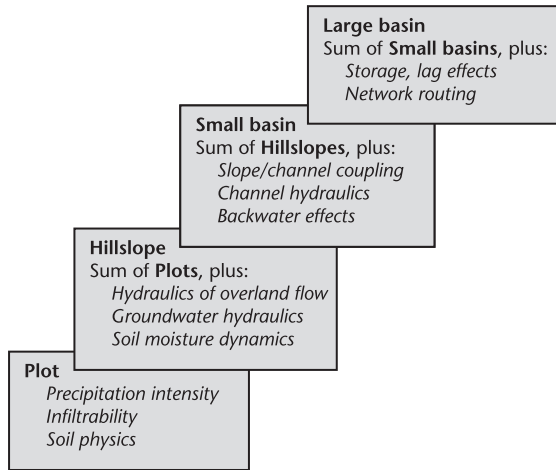 Large basin
Sum of Small basins, plus:
Storage, lag effects
Network routing
Small basin
Sum of Hillslopes, plus:
Slope/channel coupling
Channel hydraulics
Backwater effects
Hillslope
Sum of Plots, plus:
Hydraulics of overland flow
Groundwater hydraulics
Soil moisture dynamics
Plot
Precipitation intensity
Infiltrability
Soil physics